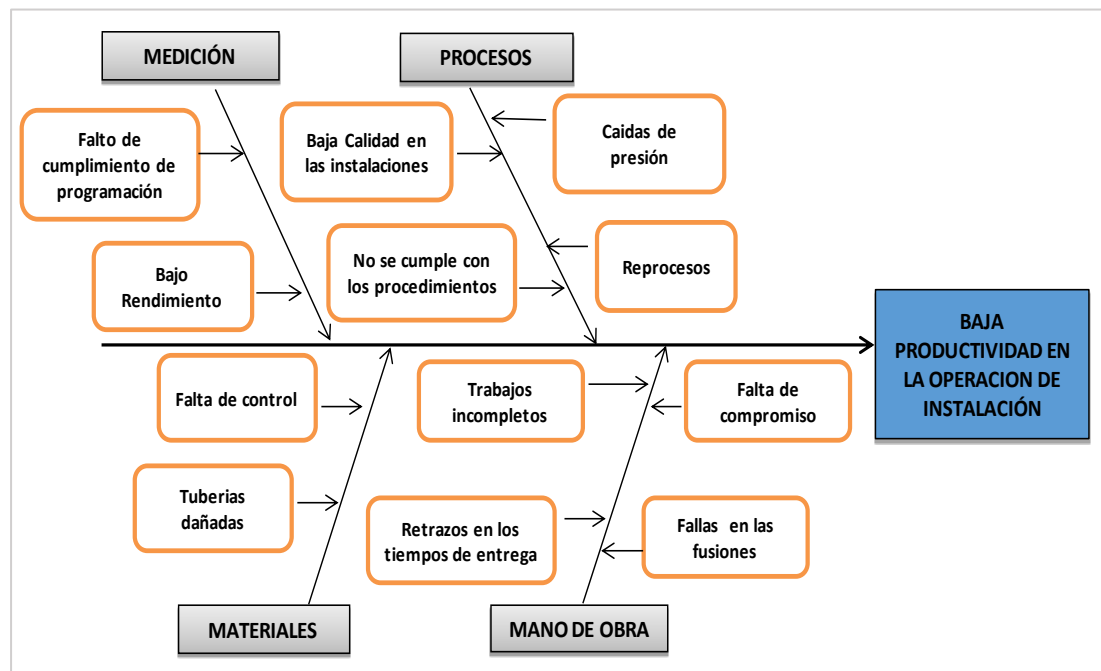 MEDICIÓN
PROCESOS
Falto de
cumplimiento de
programación
Baja Calidad en
las instalaciones
Caidas de
presión
Bajo
Rendimiento
No se cumple con
los procedimientos
Reprocesos
BAJA
PRODUCTIVIDAD EN
LA OPERACION DE
INSTALACIÓN
Falta de control
Trabajos
incompletos
Falta de
compromiso
Tuberias
dañadas
Retrazos en los
tiempos de entrega
Fallas en las
fusiones
MATERIALES
MANO DE OBRA